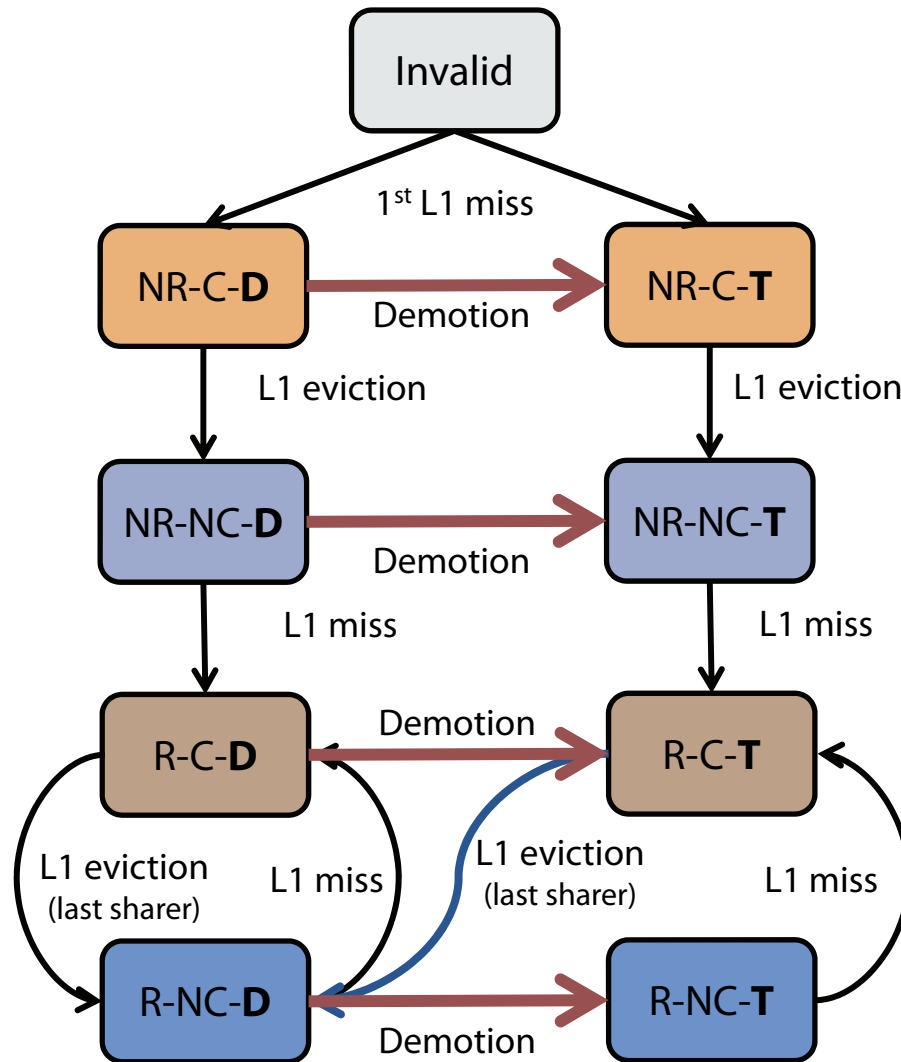 Invalid
1st L1 miss
NR-C-D
NR-C-T
Demotion
L1 eviction
L1 eviction
NR-NC-D
NR-NC-T
Demotion
L1 miss
L1 miss
Demotion
R-C-D
R-C-T
L1 eviction
(last sharer)
L1 miss
L1 eviction
(last sharer)
L1 miss
R-NC-D
R-NC-T
Demotion